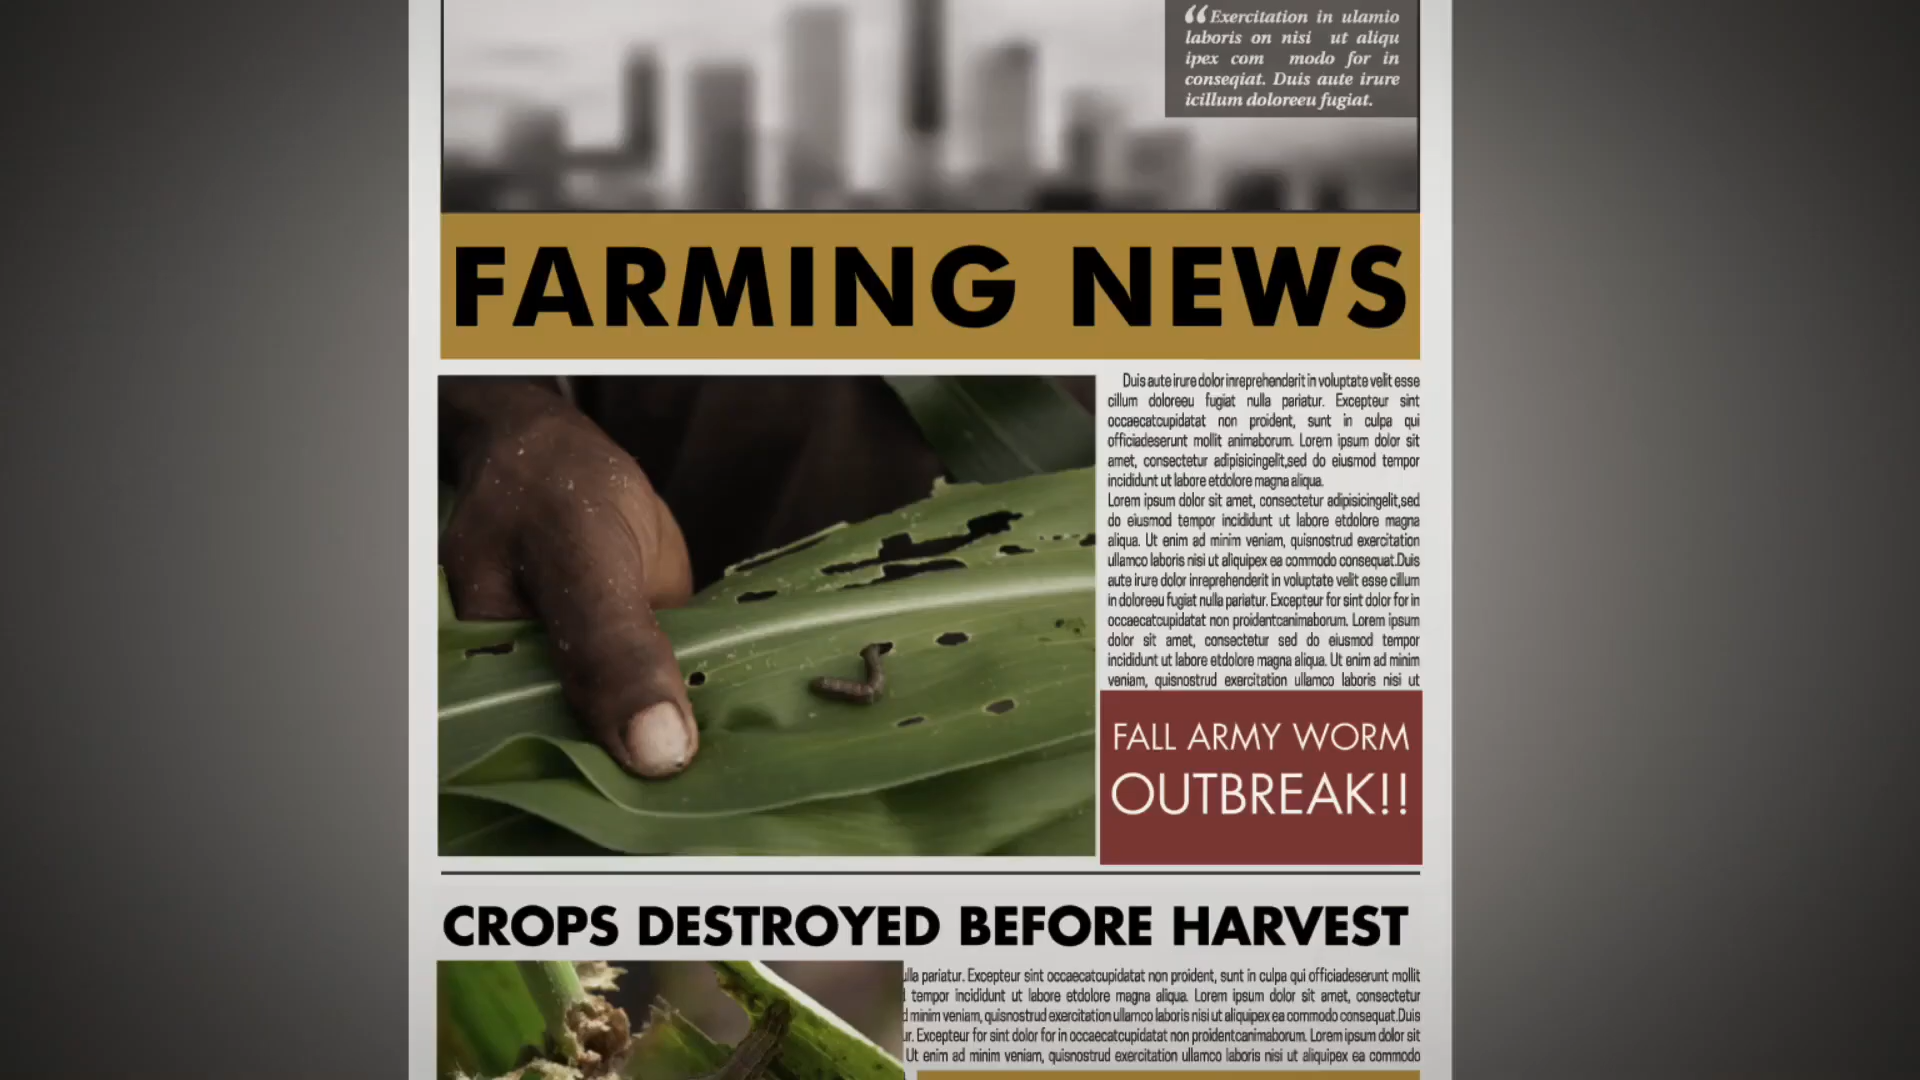 “Exercitation in ulamio
laboris on nisi ut aliqu
ipex com modo for in
conseqiat. Duis aute irure
icillum doloreeu fugiat.
FARMING NEWS
Duis aute irure dolor inreprehenderit in voluptate velit esse
cillum doloreeu fugiat nulla pariatur. Excepteur sint
occaecatcupidatat non proident, sunt in culpa qui
officiadeserunt mollit animaborum. Lorem ipsum dolor sit
amet, consectetur adipisicingelit,sed do eiusmod tempor
incididunt ut labore etdolore magna aliqua.
Lorem ipsum dolor sit amet, consectetur adipisicingelit,sed
do eiusmod tempor incididunt ut labore etdolore magna
aliqua. Ut enim ad minim veniam, quisnostrud exercitation
ullamco laboris nisi ut aliquipex ea commodo consequat.Duis
aute irure dolor inreprehenderit in voluptate velit esse cillum
in doloreeu fugiat nulla pariatur. Excepteur for sint dolor for in
occaecatcupidatat non proidentcanimaborum. Lorem ipsum
dolor sit amet, consectetur sed do eiusmod tempor
incididunt ut labore etdolore magna aliqua. Ut enim ad minim
veniam, quisnostrud exercitation ullamco laboris nisi ut
FALL ARMY WORM
OUTBREAK!!
CROPS DESTROYED BEFORE HARVEST
pariatur. Excepteur sint occaecatcupidatat non proident, sunt in culpa qui officiadeserunt mollit
tempor incididunt ut labore etdolore magna aliqua. Lorem ipsum dolor sit amet, consectetur
minim veniam, quisnostrud exercitation ullamco laboris nisi ut aliquipex ea commodo consequat.Duis
Excepteur for sint dolor for in occaecatcupidatat non proidentcanimaborum. Lorem ipsum dolor sit
Ut enim ad minim veniam, quisnostrud exercitation ullamco laboris nisi ut aliquipex ea commodo